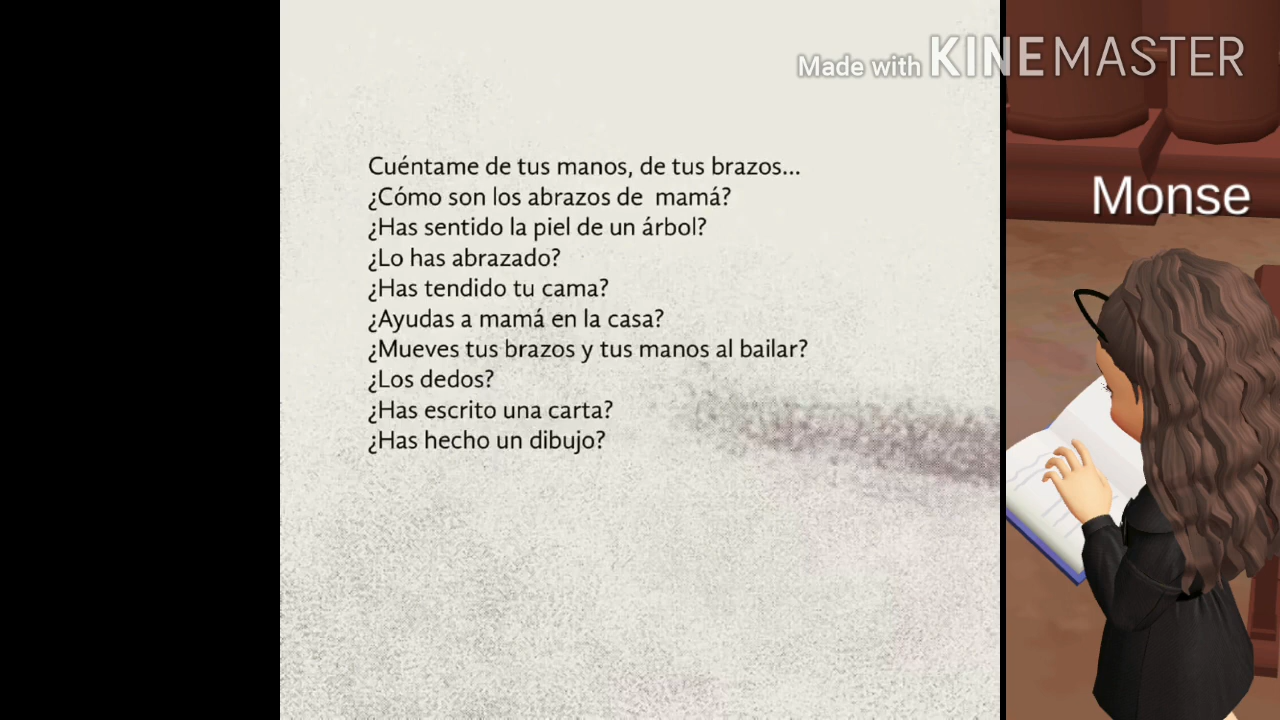 Made with KINEMASTER
Monse
Cuéntame de tus manos, de tus brazos...
¿Cómo son los abrazos de  mamá?
¿Has sentido la piel de un árbol?
¿Lo has abrazado?
¿Has tendido tu cama?
¿Ayudas a mamá en la casa?
¿Mueves tus brazos y tus manos al bailar?
¿Los dedos?
¿Has escrito una carta?
¿Has hecho un dibujo?